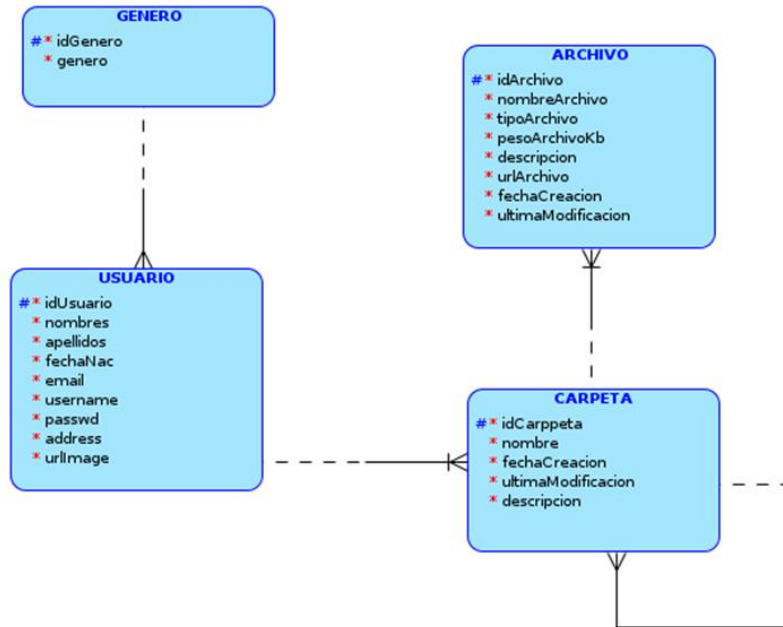 GENERO
#* idGenero
* genero
USUARIO
#* idUsuario
* nombres
* apellidos
* fechaNac
* email
* username
* passwd
* address
* urlImage
ARCHIVO
#* idArchivo
* nombreArchivo
* tipoArchivo
* pesoArchivoKb
* descripcion
* urlArchivo
* fechaCreacion
* ultimaModificacion
CARPETA
#* idCarppeta
* nombre
* fechaCreacion
* ultimaModificacion
* descripcion